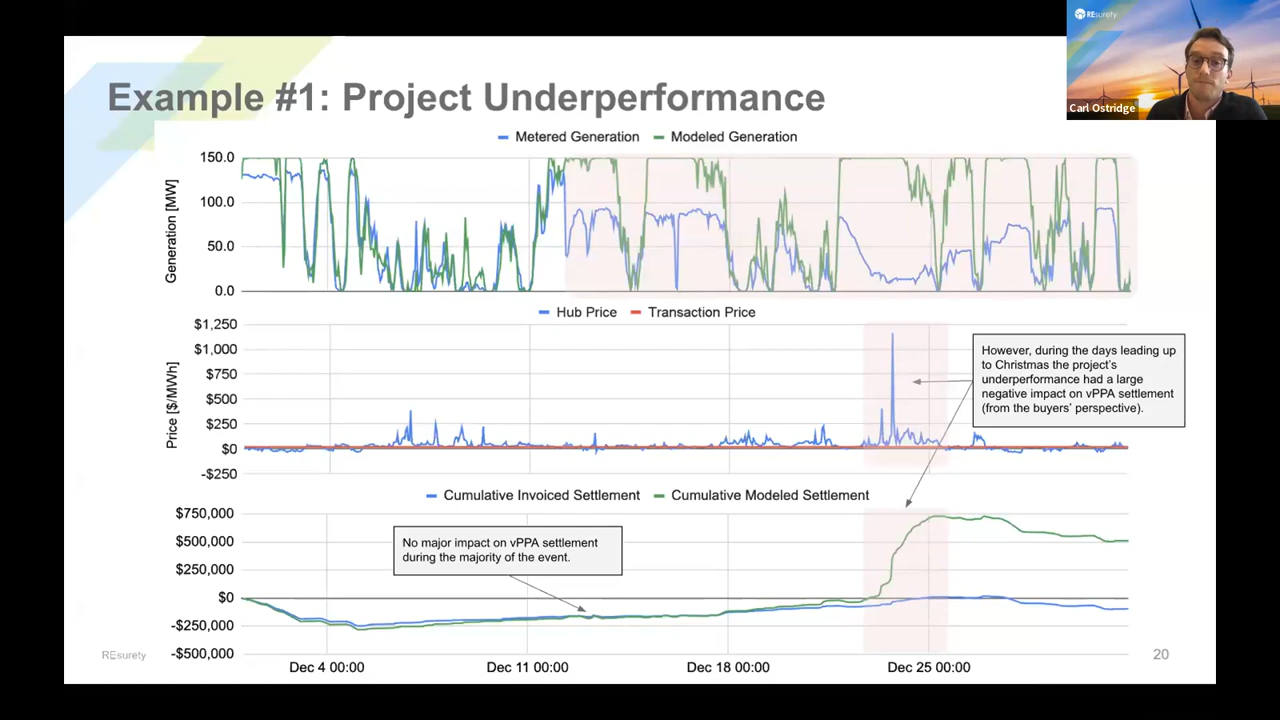 REsurety
Carl Ostridge
Example #1: Project Underperformance
Metered Generation Modeled Generation
Generation [MW]
150.0
100.0
50.0
0.0
Hub Price Transaction Price
Price [$/MWh]
$1,250
$1,000
$750
$500
$250
$0
-$250
However, during the days leading up
to Christmas the project's
underperformance had a large
negative impact on vPPA settlement
(from the buyers' perspective).
Cumulative Invoiced Settlement Cumulative Modeled Settlement
$750,000
$500,000
$250,000
$0
-$250,000
-$500,000
No major impact on vPPA settlement
during the majority of the event.
Dec 4 00:00 Dec 11 00:00 Dec 18 00:00 Dec 25 00:00
REsurety
20